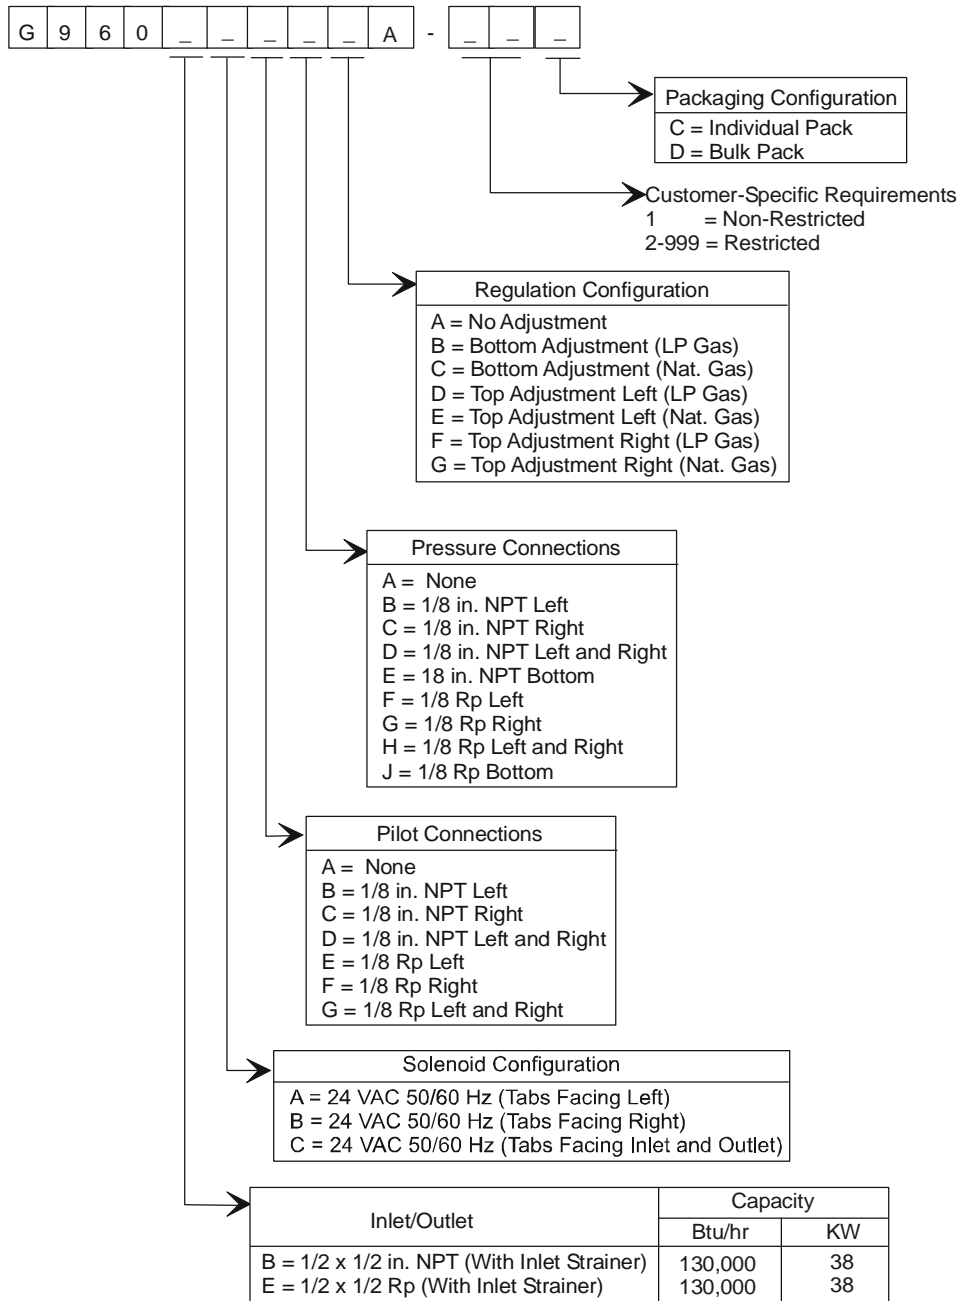 G 9 6 0 _ _ _ _ _ A - _ _ _
Packaging Configuration
C = Individual Pack
D = Bulk Pack
Customer-Specific Requirements
1 = Non-Restricted
2-999 = Restricted
Regulation Configuration
A = No Adjustment
B = Bottom Adjustment (LP Gas)
C = Bottom Adjustment (Nat. Gas)
D = Top Adjustment Left (LP Gas)
E = Top Adjustment Left (Nat. Gas)
F = Top Adjustment Right (LP Gas)
G = Top Adjustment Right (Nat. Gas)
Pressure Connections
A = None
B = 1/8 in. NPT Left
C = 1/8 in. NPT Right
D = 1/8 in. NPT Left and Right
E = 18 in. NPT Bottom
F = 1/8 Rp Left
G = 1/8 Rp Right
H = 1/8 Rp Left and Right
J = 1/8 Rp Bottom
Pilot Connections
A = None
B = 1/8 in. NPT Left
C = 1/8 in. NPT Right
D = 1/8 in. NPT Left and Right
E = 1/8 Rp Left
F = 1/8 Rp Right
G = 1/8 Rp Left and Right
Solenoid Configuration
A = 24 VAC 50/60 Hz (Tabs Facing Left)
B = 24 VAC 50/60 Hz (Tabs Facing Right)
C = 24 VAC 50/60 Hz (Tabs Facing Inlet and Outlet)
Inlet/Outlet Capacity
Btu/hr KW
B = 1/2 x 1/2 in. NPT (With Inlet Strainer) 130,000 38
E = 1/2 x 1/2 Rp (With Inlet Strainer) 130,000 38